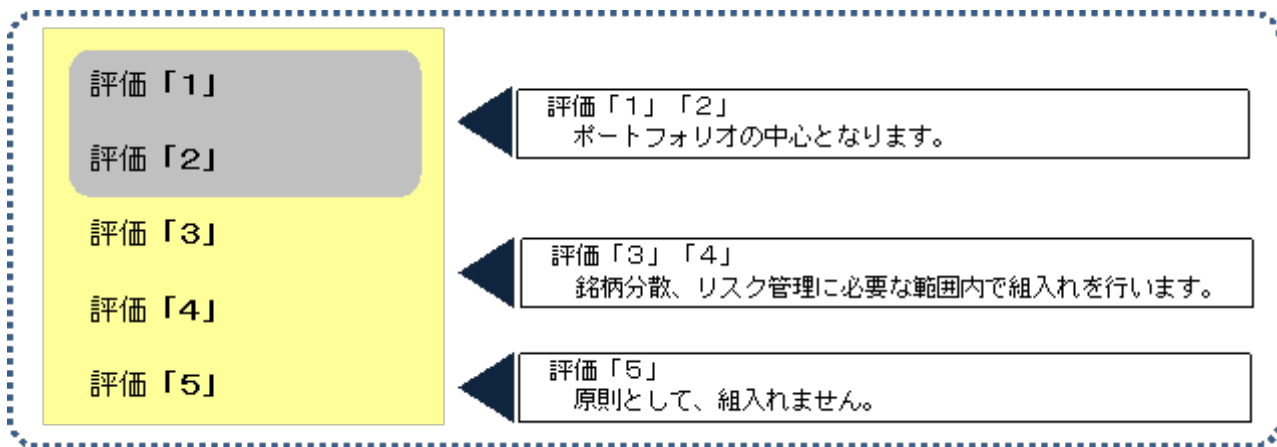 評価「1」
評価「2」
評価「3」
評価「4」
評価「5」
評価「1」「2」
ポートフォリオの中心となります。
評価「3」「4」
銘柄分散、リスク管理に必要な範囲内で組入れを行います。
評価「5」
原則として、組入れません。